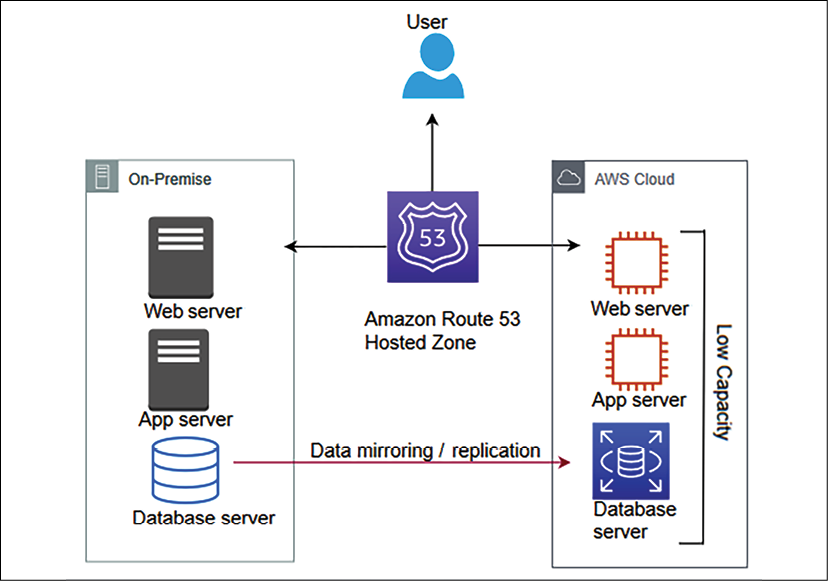 User
On-Premise
AWS Cloud
53
Web server
Web server
Amazon Route 53
Hosted Zone
App server
App server
Low Capacity
Data mirroring / replication
Database server
Database
server